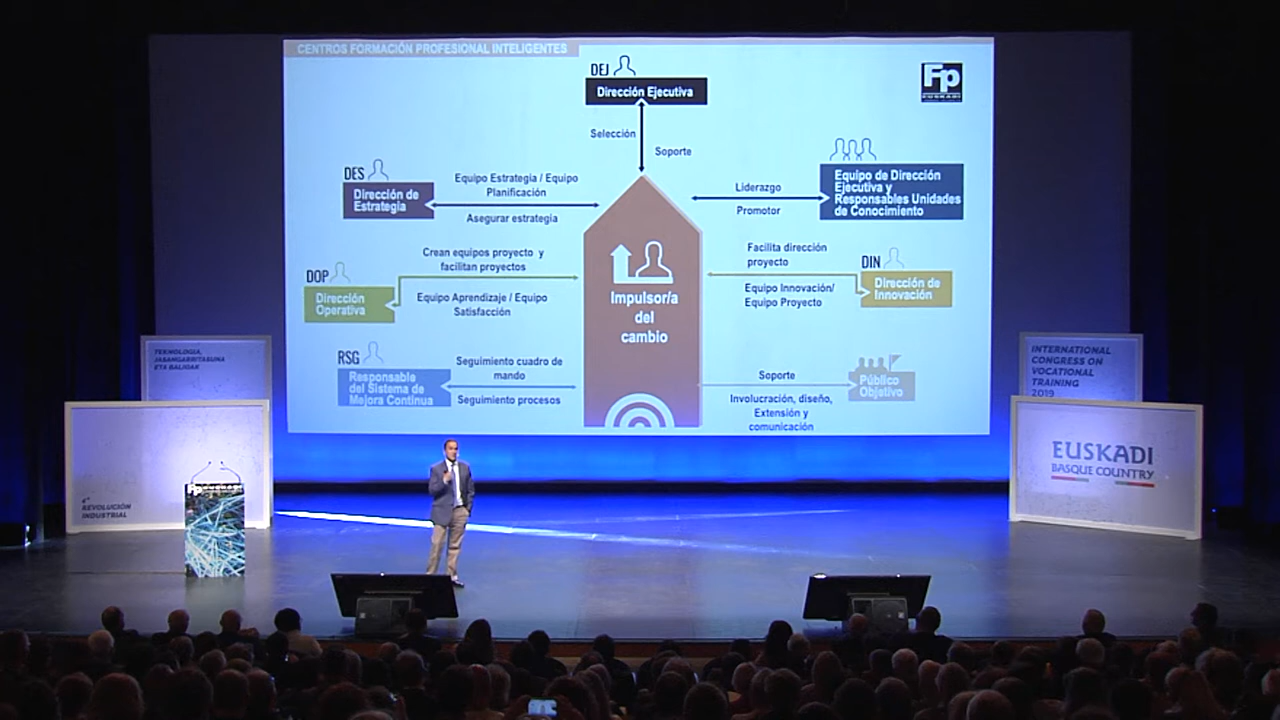 CENTROS FORMACIÓN PROFESIONAL INTELIGENTES
DEJ
Dirección Ejecutiva
Fp
EUSKADI
Selección
Soporte
DES
Dirección de
Estrategia
Equipo Estrategia / Equipo
Planificación
Asegurar estrategia
Liderazgo
Promotor
Equipo de Dirección
Ejecutiva y
Responsables Unidades
de Conocimiento
DOP
Dirección
Operativa
Crean equipos proyecto y
facilitan proyectos
Equipo Aprendizaje / Equipo
Satisfacción
Impulsor/a
del
cambio
Facilita dirección
proyecto
Equipo Innovación/
Equipo Proyecto
DIN
Dirección de
Innovación
RSG
Responsable
del Sistema de
Mejora Continua
Seguimiento cuadro de
mando
Seguimiento procesos
Soporte
Involucración, diseño,
Extensión y
comunicación
Público
Objetivo
TEKNOLOGIA,
JASANGARRITASUNA
ETA BALIOAK
4ª
REVOLUCIÓN
INDUSTRIAL
Fp
INTERNATIONAL
CONGRESS ON
VOCATIONAL
TRAINING
2019
EUSKADI
BASQUE COUNTRY